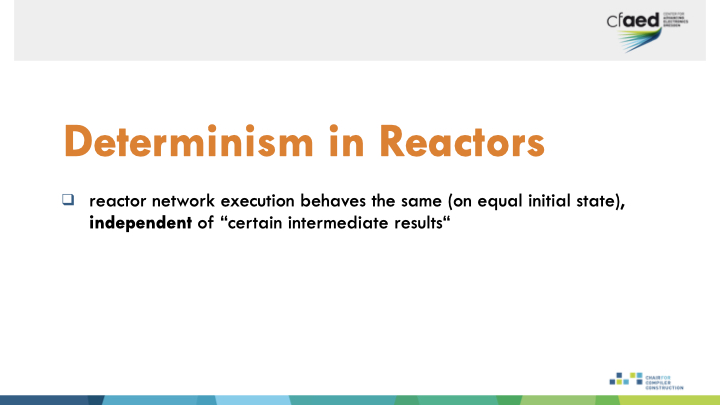 cfaed
CENTER FOR
ADVANCING
ELECTRONICS
DRESDEN
Determinism in Reactors
reactor network execution behaves the same (on equal initial state),
independent of “certain intermediate results“
CHAIR FOR
COMPILER
CONSTRUCTION